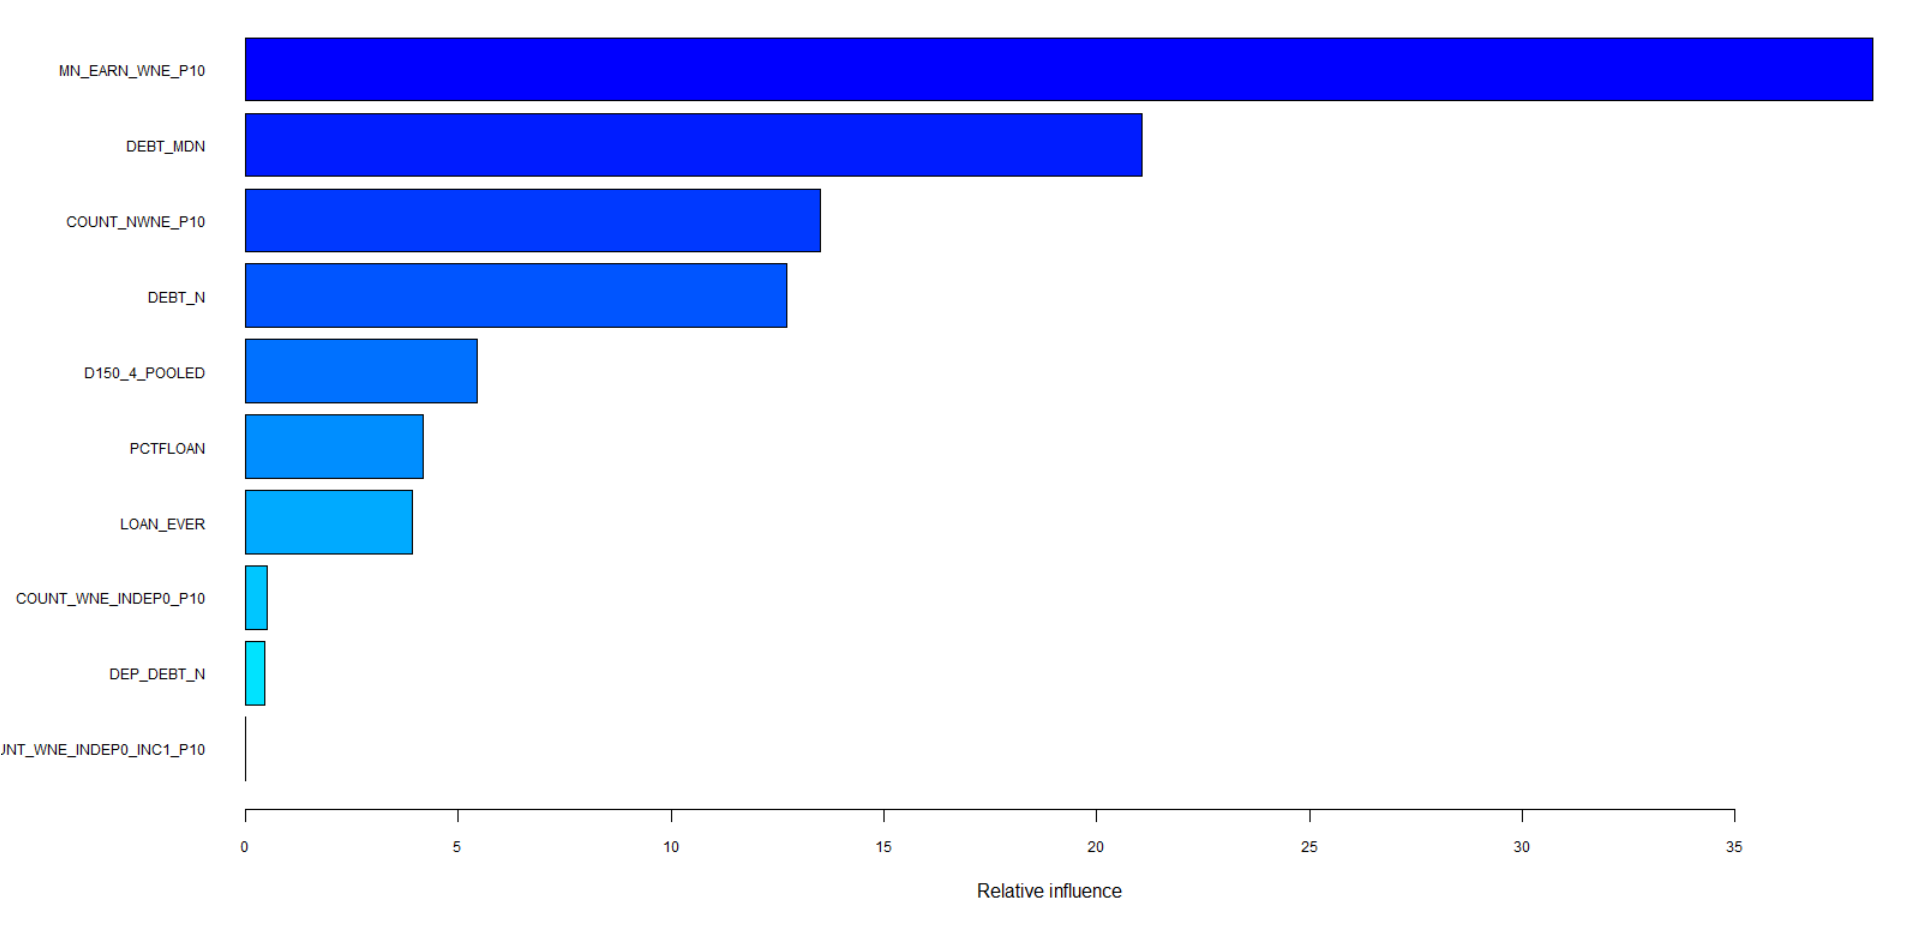 MN_EARN_WNE_P10
DEBT_MDN
COUNT_NWNE_P10
DEBT_N
D150_4_POOLED
PCTFLOAN
LOAN_EVER
COUNT_WNE_INDEP0_P10
DEP_DEBT_N
UNT_WNE_INDEP0_INC1_P10
0 5 10 15 20 25 30 35
Relative influence